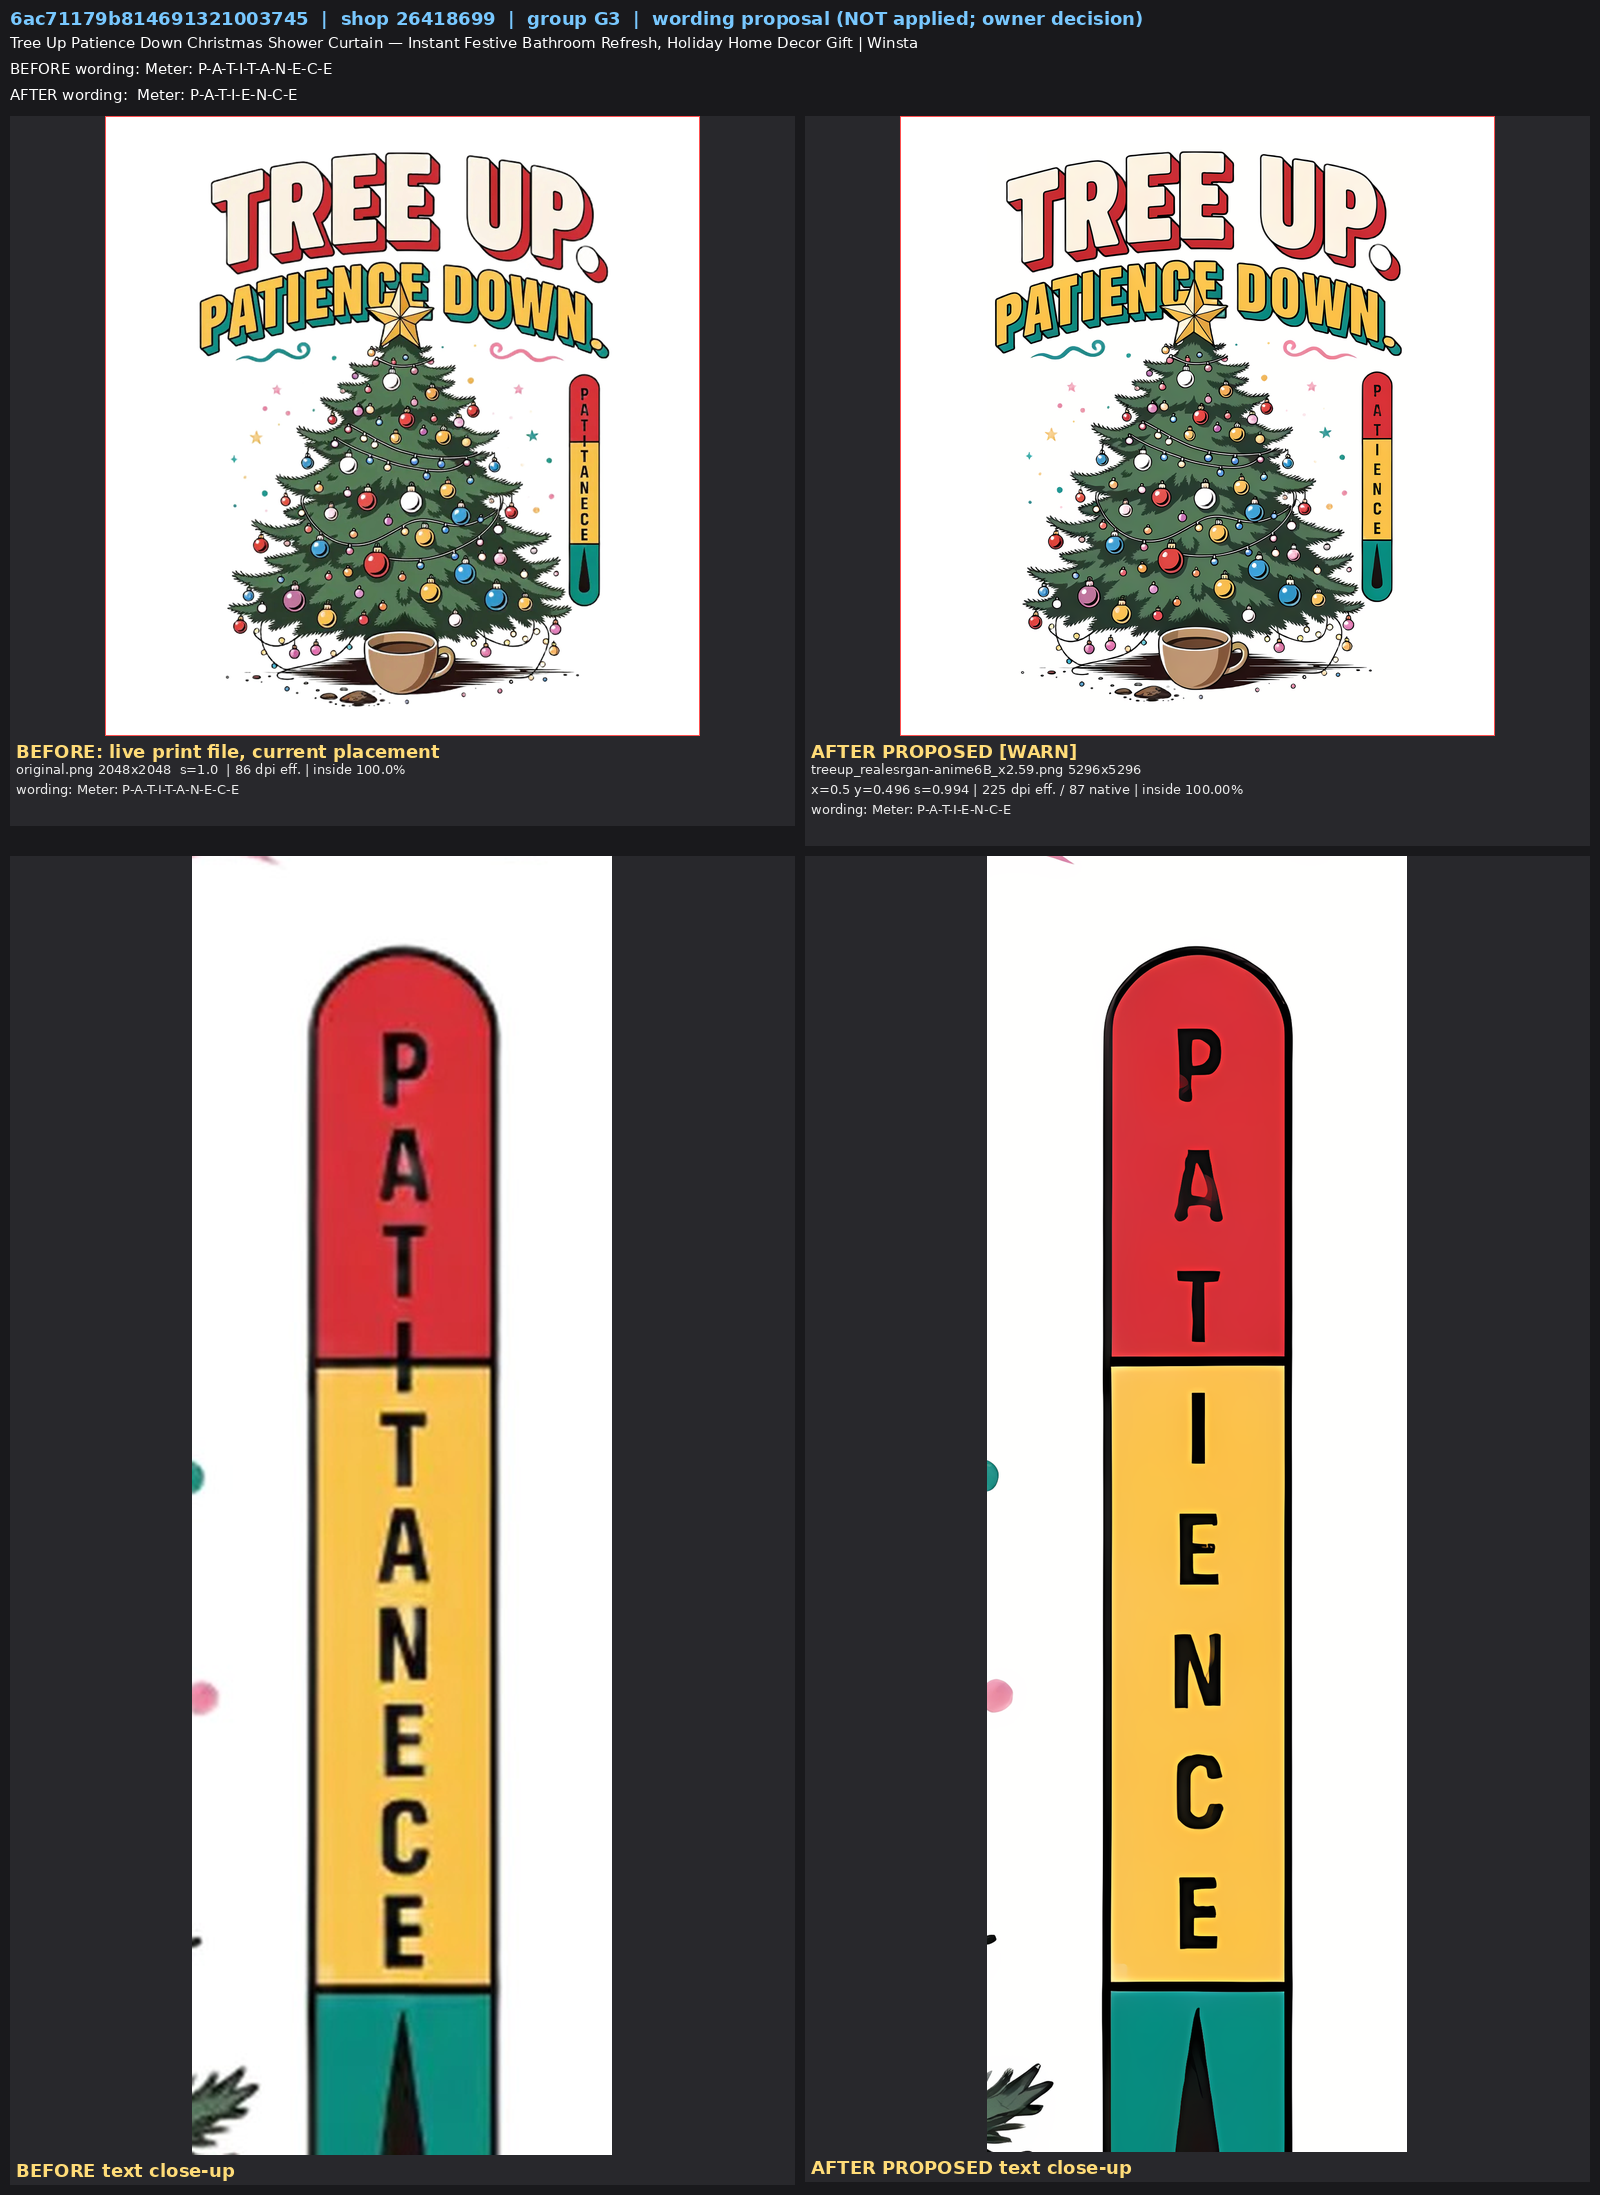 6ac71179b814691321003745 | shop 26418699 | group G3 | wording proposal (NOT applied; owner decision)
Tree Up Patience Down Christmas Shower Curtain — Instant Festive Bathroom Refresh, Holiday Home Decor Gift | Winsta
BEFORE wording: Meter: P-A-T-I-T-A-N-E-C-E
AFTER wording: Meter: P-A-T-I-E-N-C-E
TREE UP.
PATIENCE DOWN.
P
A
T
I
T
A
N
E
C
E
BEFORE: live print file, current placement
original.png 2048x2048 s=1.0 | 86 dpi eff. | inside 100.0%
wording: Meter: P-A-T-I-T-A-N-E-C-E
TREE UP.
PATIENCE DOWN.
P
A
T
I
E
N
C
E
AFTER PROPOSED [WARN]
treeup_realesrgan-anime6B_x2.59.png 5296x5296
x=0.5 y=0.496 s=0.994 | 225 dpi eff. / 87 native | inside 100.00%
wording: Meter: P-A-T-I-E-N-C-E
P
A
T
I
T
A
N
E
C
E
BEFORE text close-up
P
A
T
I
E
N
C
E
AFTER PROPOSED text close-up